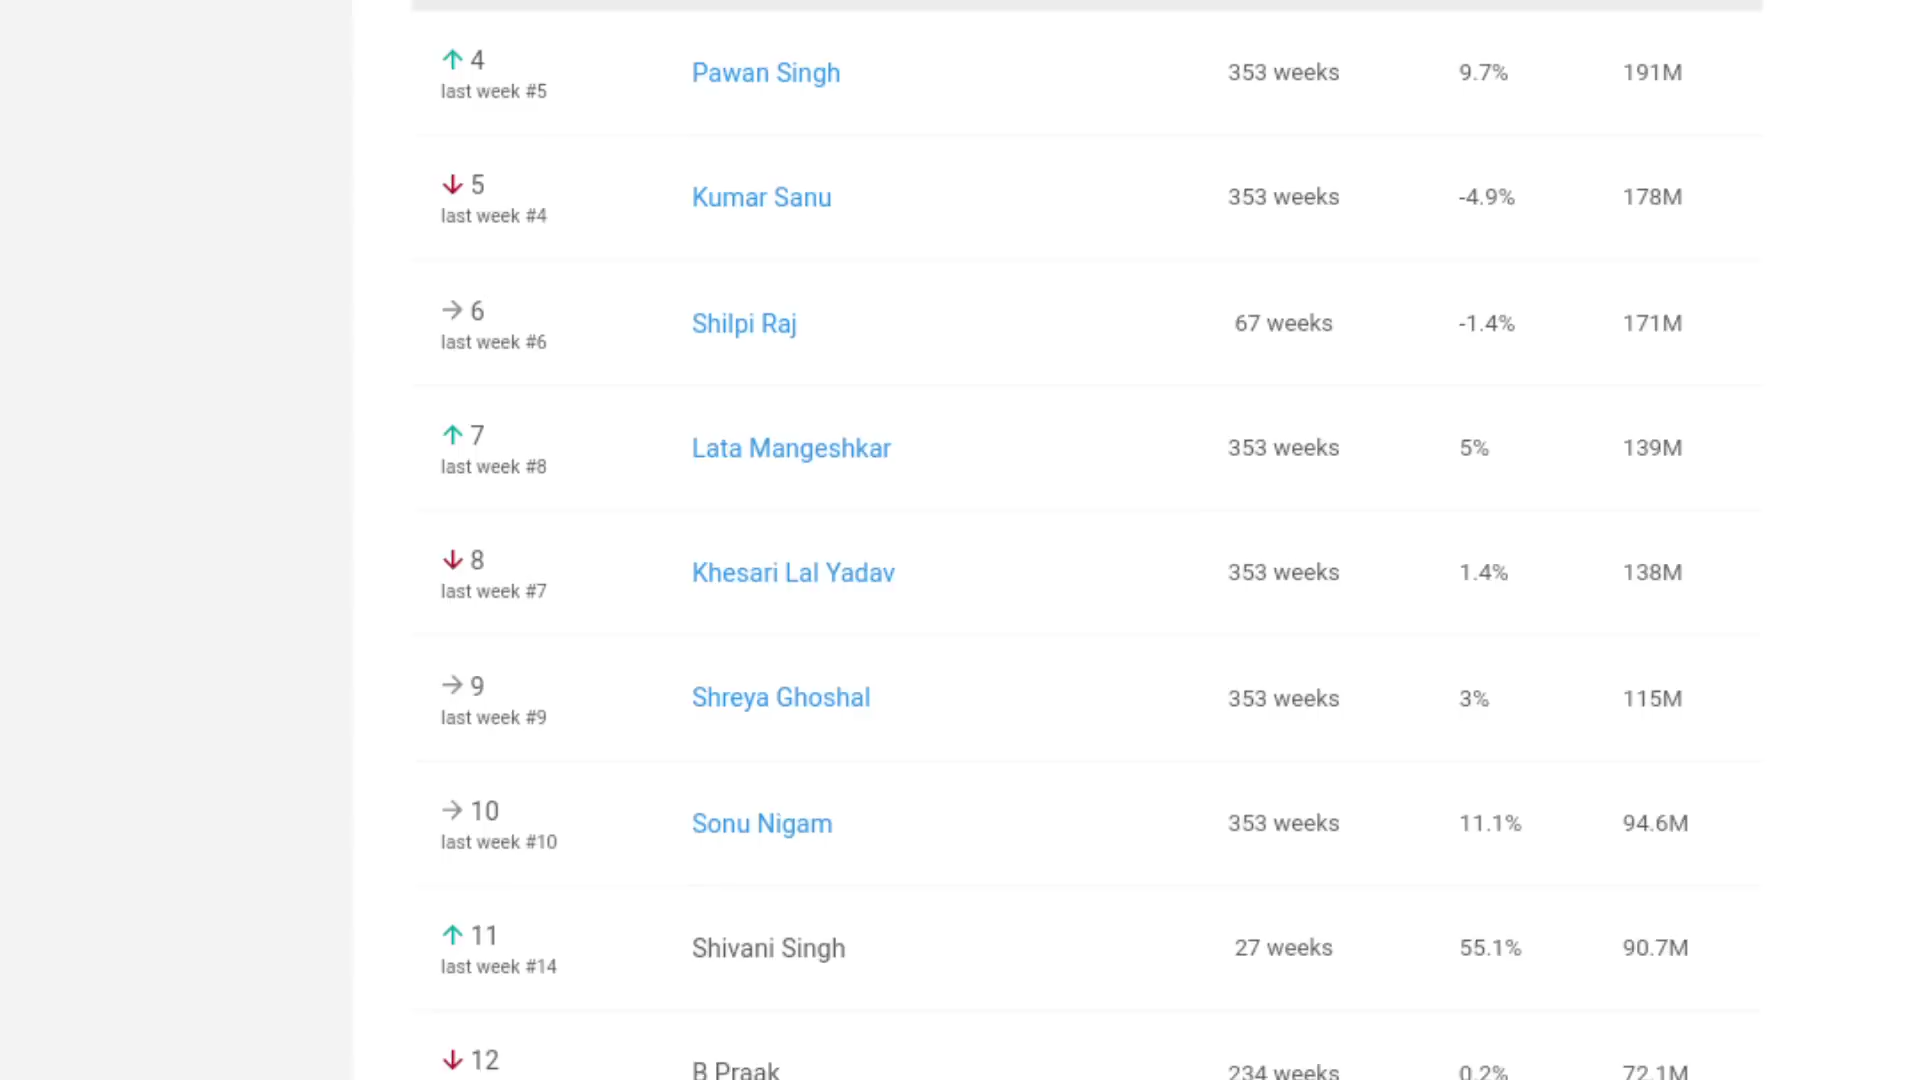 ↑ 4 Pawan Singh 353 weeks 9.7% 191M
last week #5
↓ 5 Kumar Sanu 353 weeks -4.9% 178M
last week #4
→ 6 Shilpi Raj 67 weeks -1.4% 171M
last week #6
↑ 7 Lata Mangeshkar 353 weeks 5% 139M
last week #8
↓ 8 Khesari Lal Yadav 353 weeks 1.4% 138M
last week #7
→ 9 Shreya Ghoshal 353 weeks 3% 115M
last week #9
→ 10 Sonu Nigam 353 weeks 11.1% 94.6M
last week #10
↑ 11 Shivani Singh 27 weeks 55.1% 90.7M
last week #14
↓ 12 B Praak 234 weeks 0.2% 72.1M